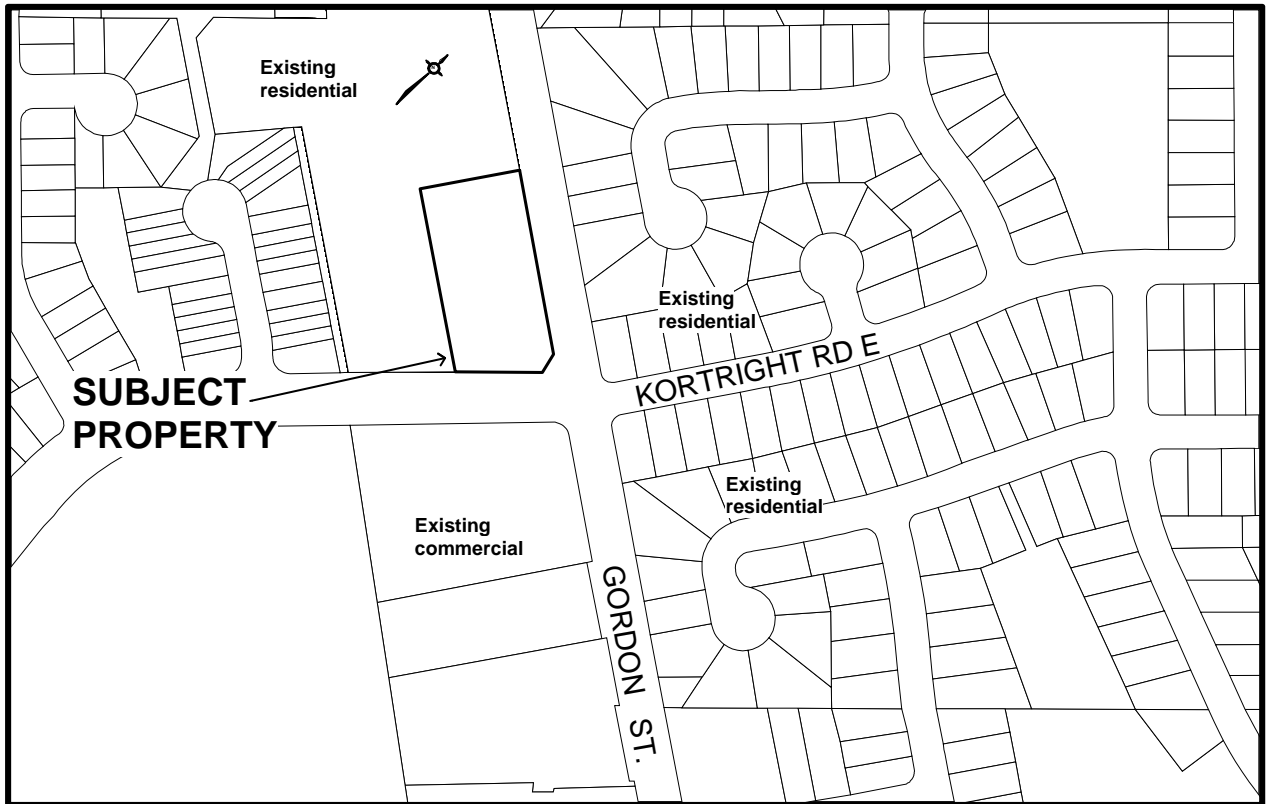 Existing
residential
Existing
residential
KORTRIGHT RD E
SUBJECT
PROPERTY
Existing
residential
Existing
commercial
GORDON ST.